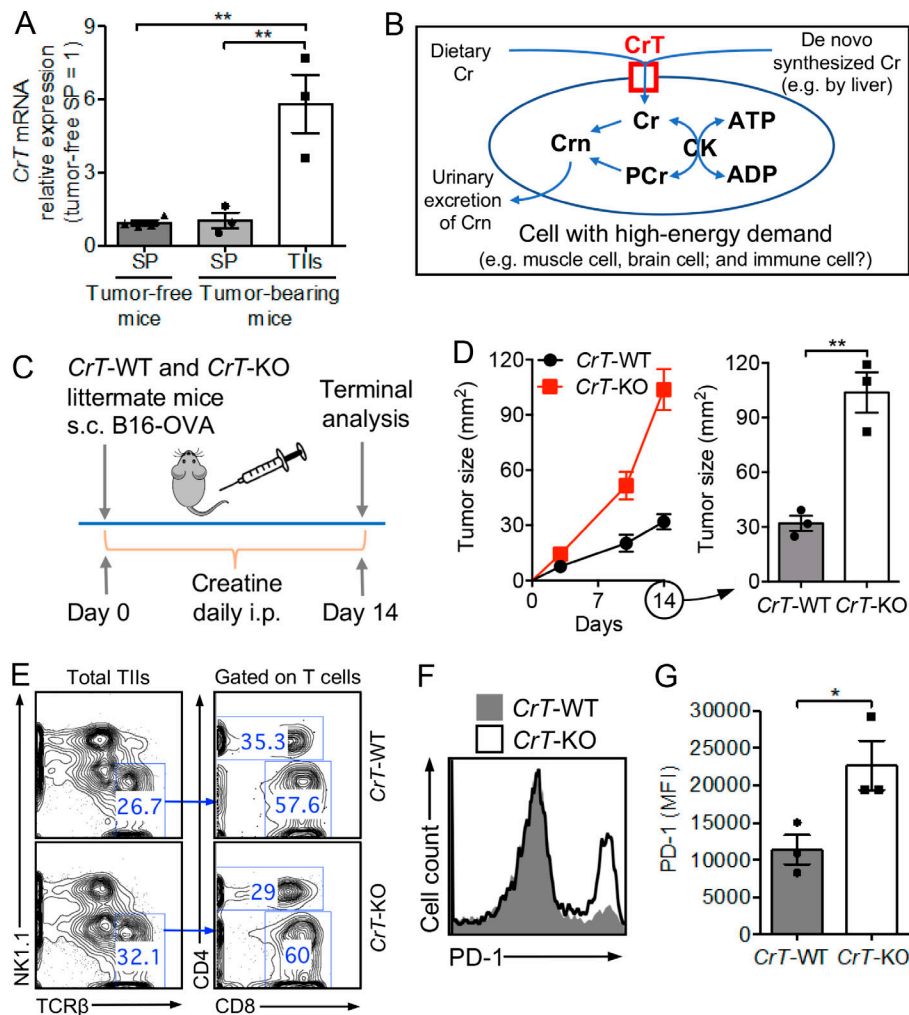 A
CrT mRNA
relative expression
(tumor-free SP = 1)
9
6
3
0
**
**
SP
SP
TIIs
Tumor-free
mice
Tumor-bearing
mice
B
Dietary
Cr
CrT
De novo
synthesized Cr
(e.g. by liver)
Cr
ATP
Crn
CK
PCr
ADP
Urinary
excretion
of Crn
Cell with high-energy demand
(e.g. muscle cell, brain cell; and immune cell?)
C
CrT-WT and CrT-KO
littermate mice
s.c. B16-OVA
Terminal
analysis
Creatine
daily i.p.
Day 0
Day 14
D
CrT-WT
CrT-KO
Tumor size (mm²)
120
90
60
30
0
0
7
14
Days
**
Tumor size (mm²)
120
90
60
30
0
CrT-WT
CrT-KO
E
Total TIIs
Gated on T cells
NK1.1
CD4
26.7
35.3
57.6
CrT-WT
32.1
29
60
CrT-KO
TCRβ
CD8
F
CrT-WT
CrT-KO
Cell count
PD-1
G
*
PD-1 (MFI)
30000
25000
20000
15000
10000
5000
0
CrT-WT
CrT-KO